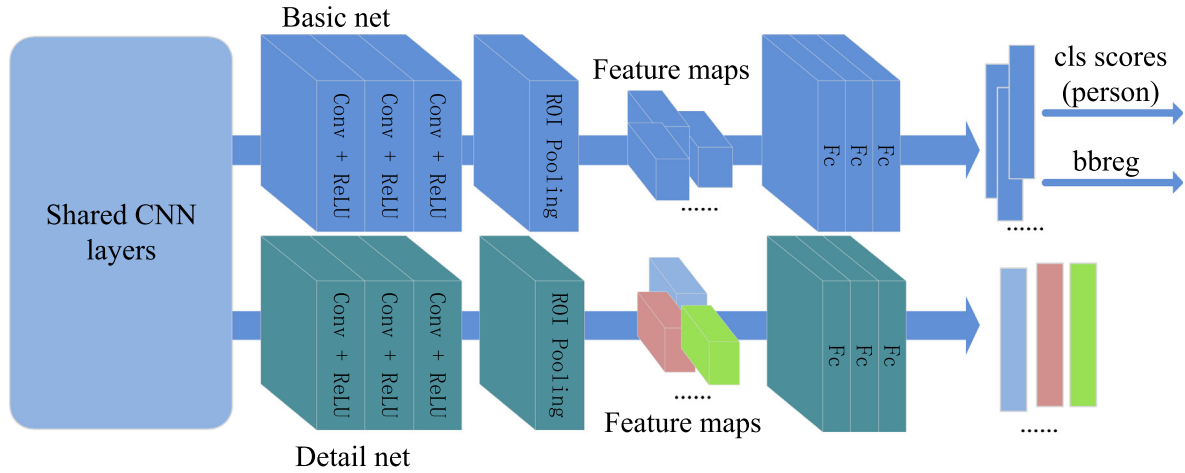 Basic net
Conv + ReLU
Conv + ReLU
Conv + ReLU
ROI Pooling
Feature maps
......
Fc
Fc
Fc
cls scores
(person)
bbreg
......
Shared CNN
layers
Conv + ReLU
Conv + ReLU
Conv + ReLU
ROI Pooling
......
Feature maps
Fc
Fc
Fc
......
Detail net